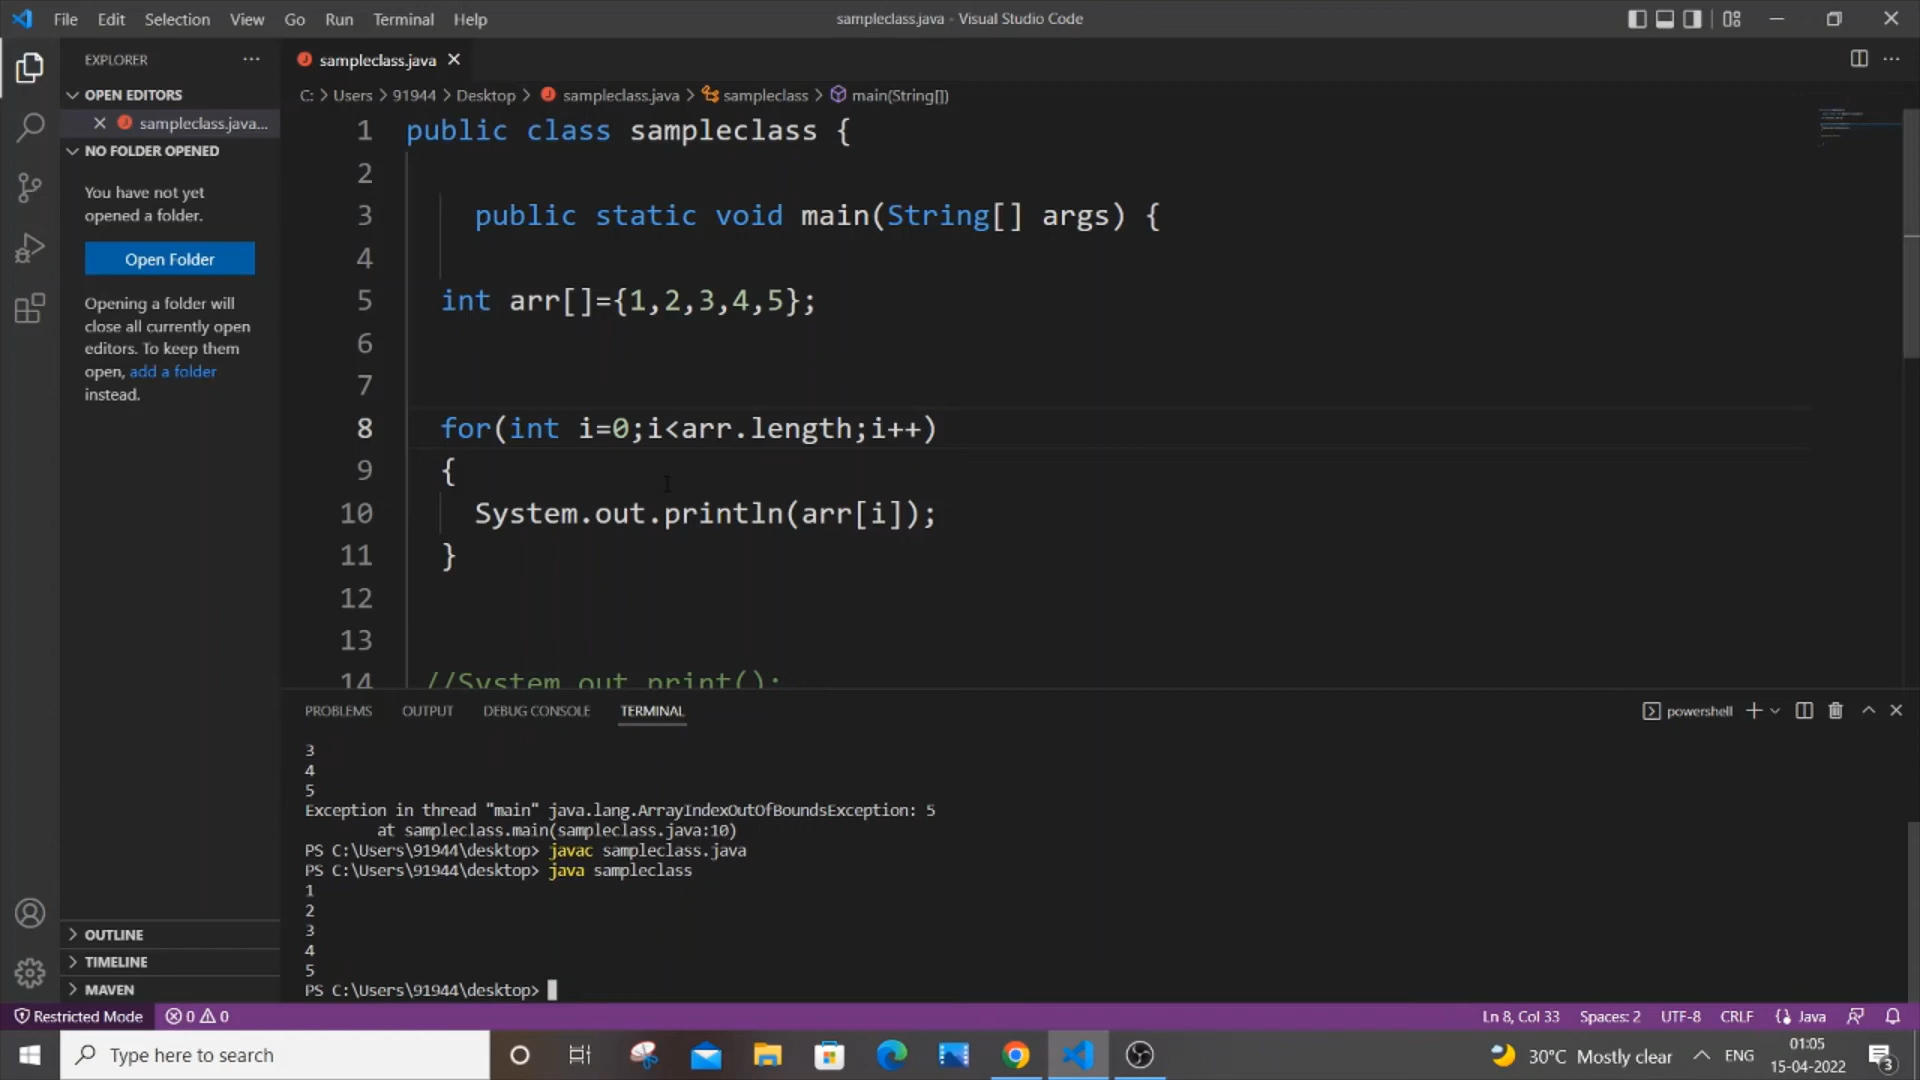 File Edit Selection View Go Run Terminal Help
sampleclass.java - Visual Studio Code
EXPLORER
sampleclass.java
OPEN EDITORS
sampleclass.java...
NO FOLDER OPENED
You have not yet
opened a folder.
Open Folder
Opening a folder will
close all currently open
editors. To keep them
open, add a folder
instead.
OUTLINE
TIMELINE
MAVEN
C: > Users > 91944 > Desktop > sampleclass.java > sampleclass > main(String[])
1 public class sampleclass {
2
3 public static void main(String[] args) {
4
5 int arr[]={1,2,3,4,5};
6
7
8 for(int i=0;i<arr.length;i++)
9 {
10 System.out.println(arr[i]);
11 }
12
13
14 //System.out.print();
PROBLEMS OUTPUT DEBUG CONSOLE TERMINAL
powershell
3
4
5
Exception in thread "main" java.lang.ArrayIndexOutOfBoundsException: 5
at sampleclass.main(sampleclass.java:10)
PS C:\Users\91944\desktop> javac sampleclass.java
PS C:\Users\91944\desktop> java sampleclass
1
2
3
4
5
PS C:\Users\91944\desktop>
Restricted Mode 0 0
Ln 8, Col 33 Spaces: 2 UTF-8 CRLF Java
Type here to search
30°C Mostly clear ENG
01:05
15-04-2022
3